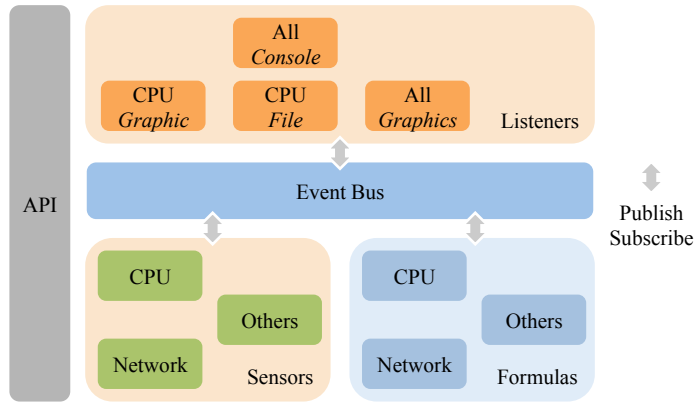 API
All
Console
CPU
Graphic
CPU
File
All
Graphics
Listeners
Event Bus
Publish
Subscribe
CPU
Others
Network
Sensors
CPU
Others
Network
Formulas